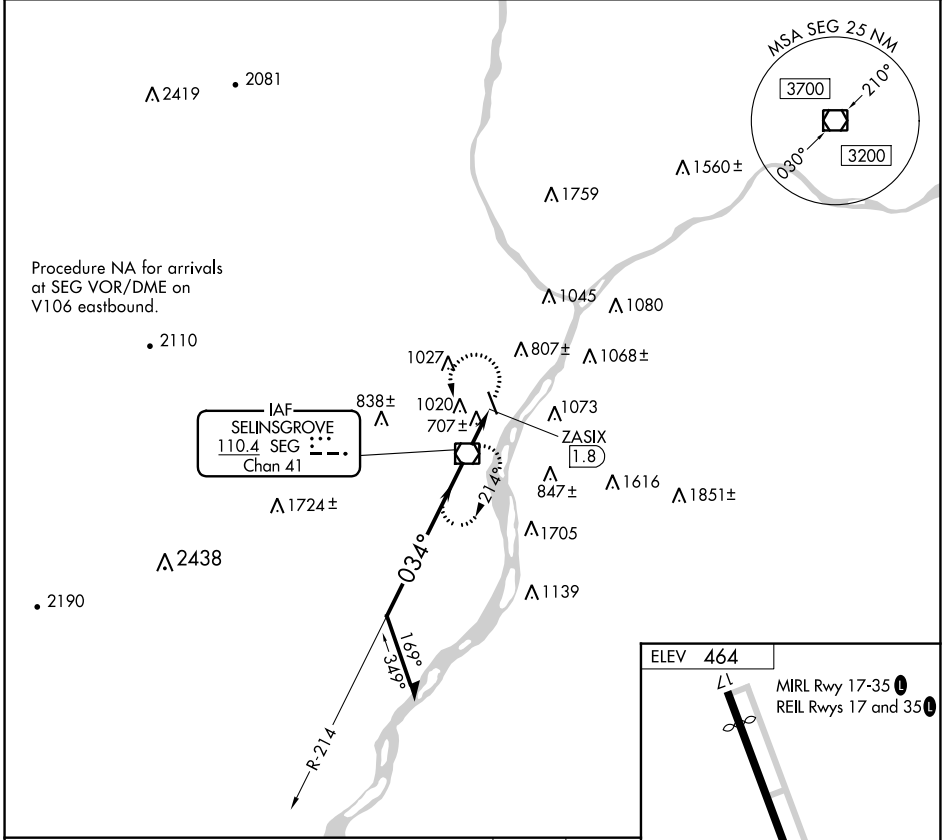 MSA SEG 25 NM
3700
210°
030°
3200
2419
2081
1560±
1759
Procedure NA for arrivals
at SEG VOR/DME on
V106 eastbound.
1045
1080
2110
1027
807±
1068±
IAF
SELINSGROVE
110.4 SEG
Chan 41
838±
1020
707±
1073
ZASIX
1.8
214°
847±
1616
1851±
1724±
1705
034°
2438
1139
2190
169°
349°
R-214
ELEV 464
17
MIRL Rwy 17-35 L
REIL Rwys 17 and 35 L